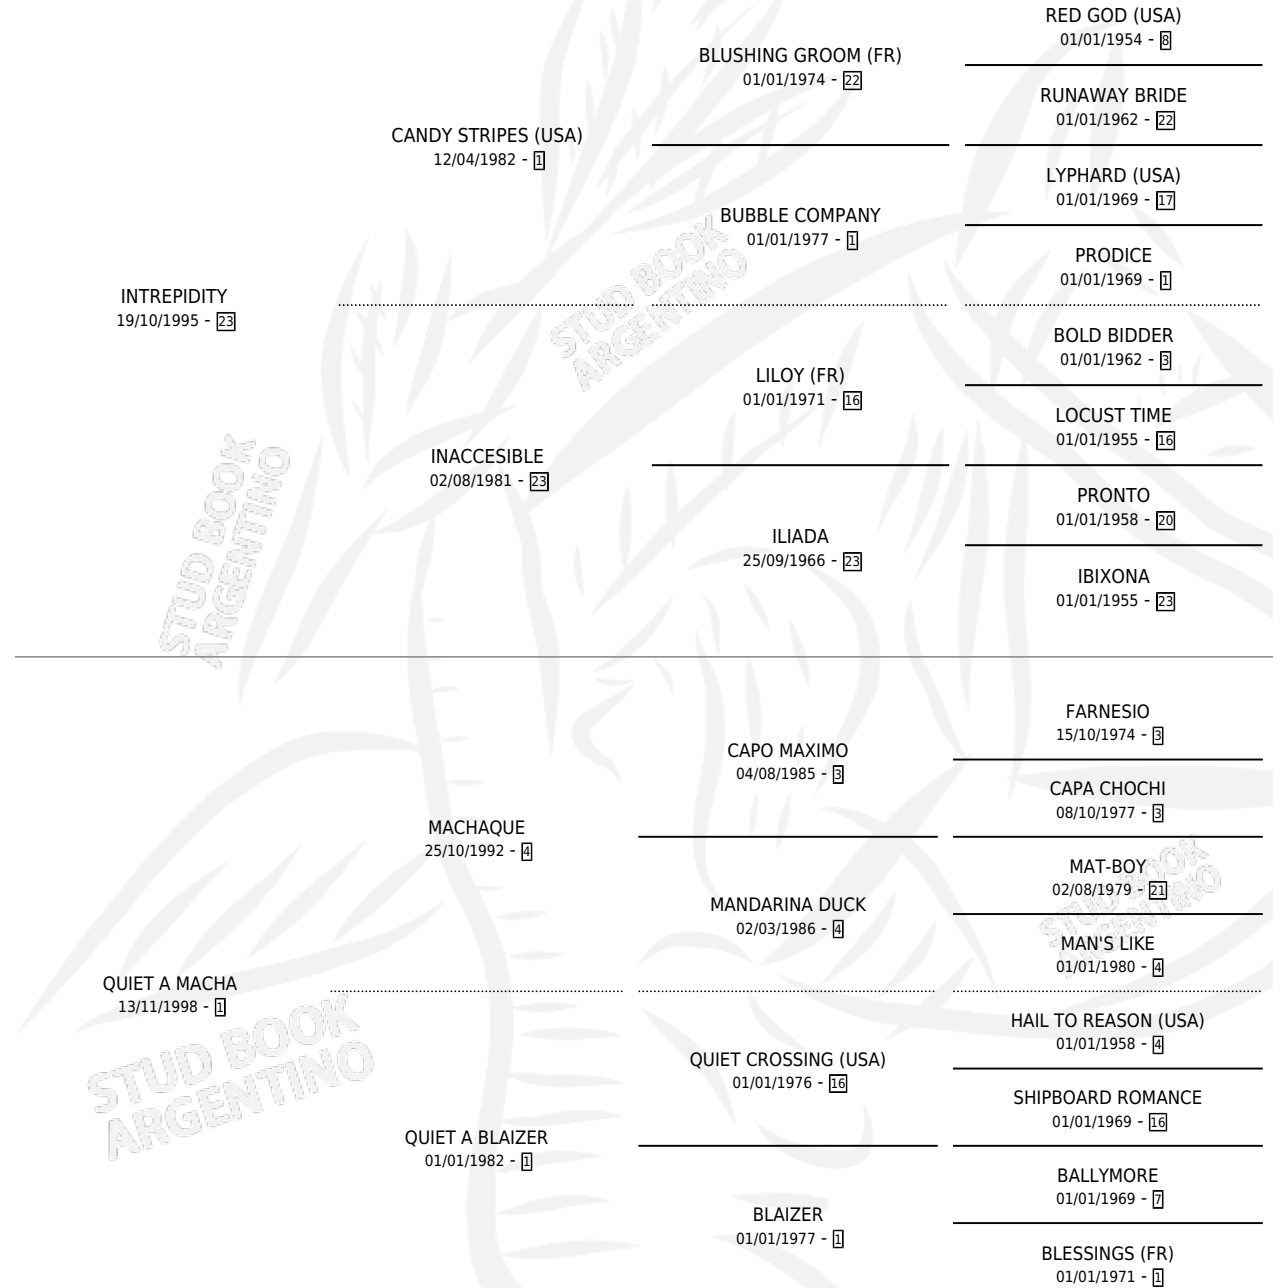 RED GOD (USA)
01/01/1954 - 8
BLUSHING GROOM (FR)
01/01/1974 - 22
RUNAWAY BRIDE
01/01/1962 - 22
CANDY STRIPES (USA)
12/04/1982 - 1
LYPHARD (USA)
01/01/1969 - 17
BUBBLE COMPANY
01/01/1977 - 1
PRODICE
01/01/1969 - 1
INTREPIDITY
19/10/1995 - 23
STUD BOOK
ARGENTINO
BOLD BIDDER
01/01/1962 - 3
LILOY (FR)
01/01/1971 - 16
LOCUST TIME
01/01/1955 - 16
INACCESIBLE
02/08/1981 - 23
PRONTO
01/01/1958 - 20
ILIADA
25/09/1966 - 23
IBIXONA
01/01/1955 - 23
STUD BOOK
ARGENTINO
FARNESIO
15/10/1974 - 3
CAPO MAXIMO
04/08/1985 - 3
CAPA CHOCHI
08/10/1977 - 3
MACHAQUE
25/10/1992 - 4
MAT-BOY
02/08/1979 - 21
MANDARINA DUCK
02/03/1986 - 4
MAN'S LIKE
01/01/1980 - 4
STUD BOOK
ARGENTINO
QUIET A MACHA
13/11/1998 - 1
HAIL TO REASON (USA)
01/01/1958 - 4
QUIET CROSSING (USA)
01/01/1976 - 16
SHIPBOARD ROMANCE
01/01/1969 - 16
STUD BOOK
ARGENTINO
QUIET A BLAIZER
01/01/1982 - 1
BALLYMORE
01/01/1969 - 7
BLAIZER
01/01/1977 - 1
BLESSINGS (FR)
01/01/1971 - 1